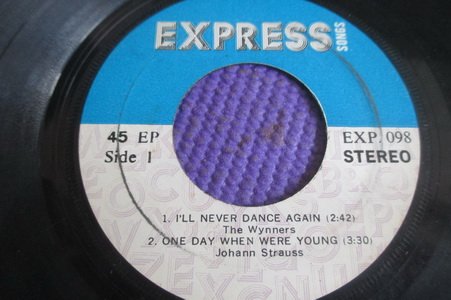 EXPRESS SONGS
45 EP
Side 1
EXP. 098
STEREO
1. I'LL NEVER DANCE AGAIN (2:42)
The Wynners
2. ONE DAY WHEN WERE YOUNG (3:30)
Johann Strauss